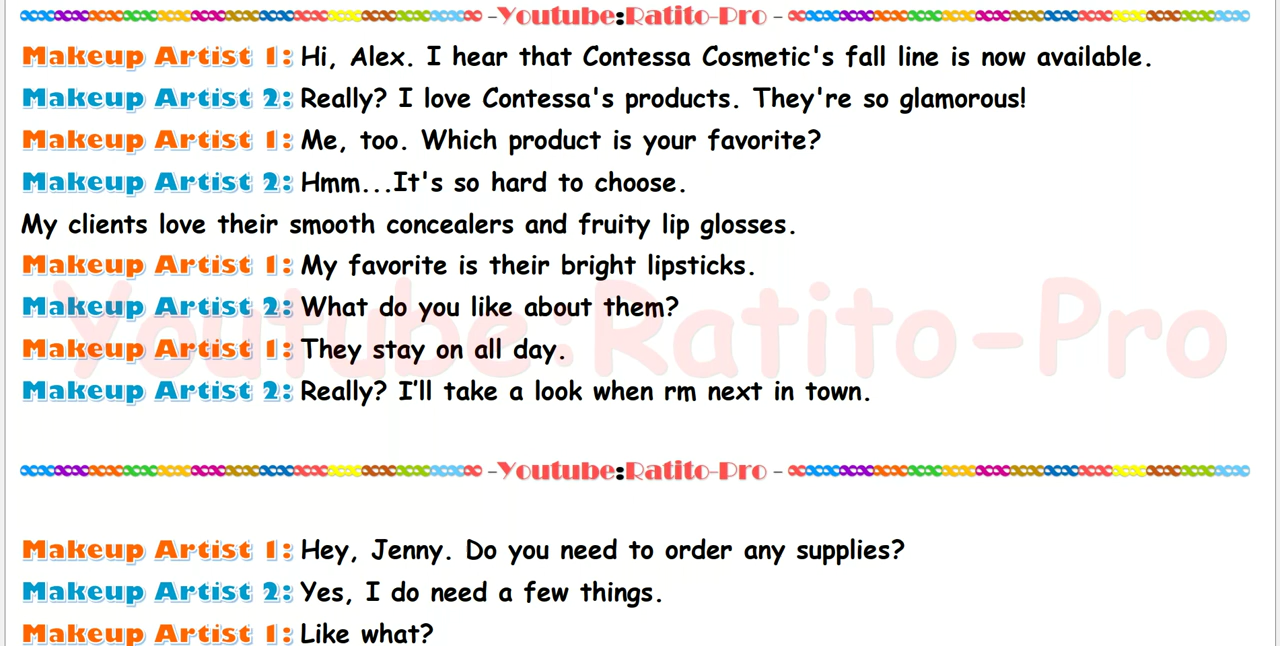 -Youtube:Ratito-Pro -
Makeup Artist 1: Hi, Alex. I hear that Contessa Cosmetic's fall line is now available.
Makeup Artist 2: Really? I love Contessa's products. They're so glamorous!
Makeup Artist 1: Me, too. Which product is your favorite?
Makeup Artist 2: Hmm...It's so hard to choose.
My clients love their smooth concealers and fruity lip glosses.
Makeup Artist 1: My favorite is their bright lipsticks.
Makeup Artist 2: What do you like about them?
Youtube:Ratito-Pro
Makeup Artist 1: They stay on all day.
Makeup Artist 2: Really? I'll take a look when rm next in town.
-Youtube:Ratito-Pro -
Makeup Artist 1: Hey, Jenny. Do you need to order any supplies?
Makeup Artist 2: Yes, I do need a few things.
Makeup Artist 1: Like what?